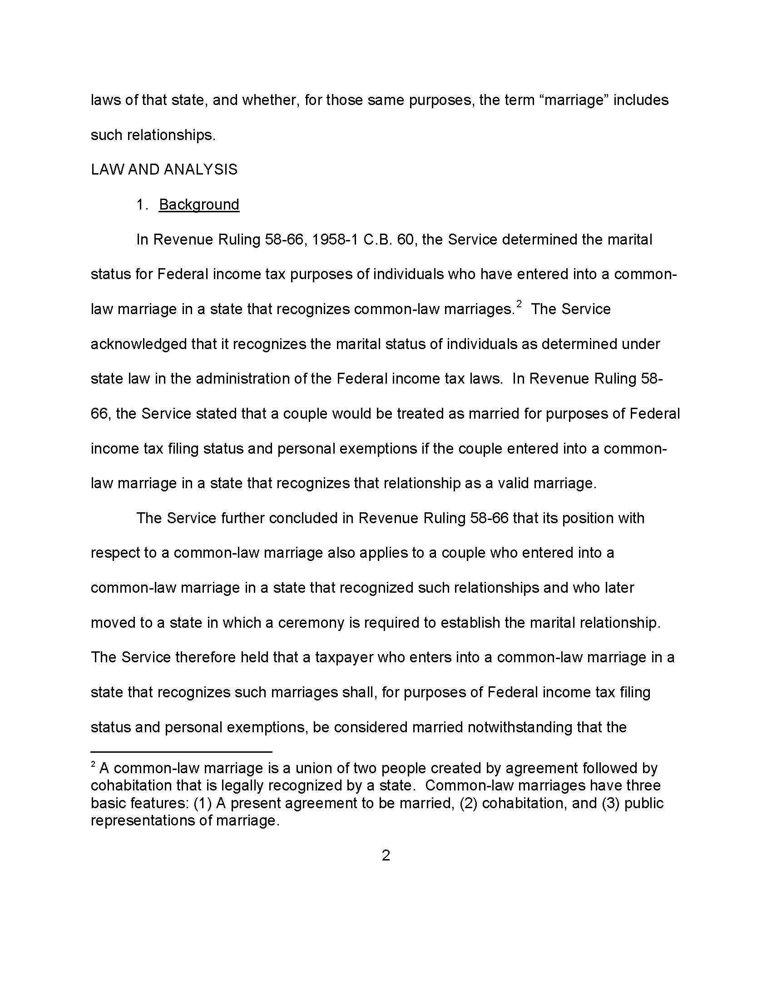 laws of that state, and whether, for those same purposes, the term “marriage” includes
such relationships.
LAW AND ANALYSIS
1. Background
In Revenue Ruling 58-66, 1958-1 C.B. 60, the Service determined the marital
status for Federal income tax purposes of individuals who have entered into a common-
law marriage in a state that recognizes common-law marriages.2 The Service
acknowledged that it recognizes the marital status of individuals as determined under
state law in the administration of the Federal income tax laws. In Revenue Ruling 58-
66, the Service stated that a couple would be treated as married for purposes of Federal
income tax filing status and personal exemptions if the couple entered into a common-
law marriage in a state that recognizes that relationship as a valid marriage.
The Service further concluded in Revenue Ruling 58-66 that its position with
respect to a common-law marriage also applies to a couple who entered into a
common-law marriage in a state that recognized such relationships and who later
moved to a state in which a ceremony is required to establish the marital relationship.
The Service therefore held that a taxpayer who enters into a common-law marriage in a
state that recognizes such marriages shall, for purposes of Federal income tax filing
status and personal exemptions, be considered married notwithstanding that the
2 A common-law marriage is a union of two people created by agreement followed by
cohabitation that is legally recognized by a state. Common-law marriages have three
basic features: (1) A present agreement to be married, (2) cohabitation, and (3) public
representations of marriage.
2